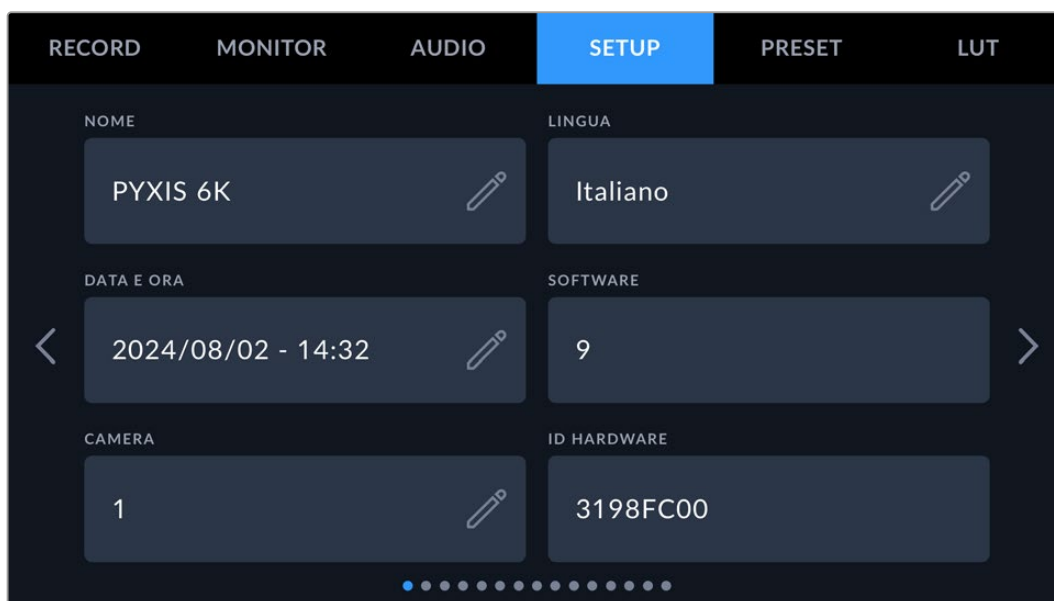 RECORD MONITOR AUDIO SETUP PRESET LUT
NOME LINGUA
PYXIS 6K Italiano
DATA E ORA SOFTWARE
2024/08/02 - 14:32 9
CAMERA ID HARDWARE
1 3198FC00